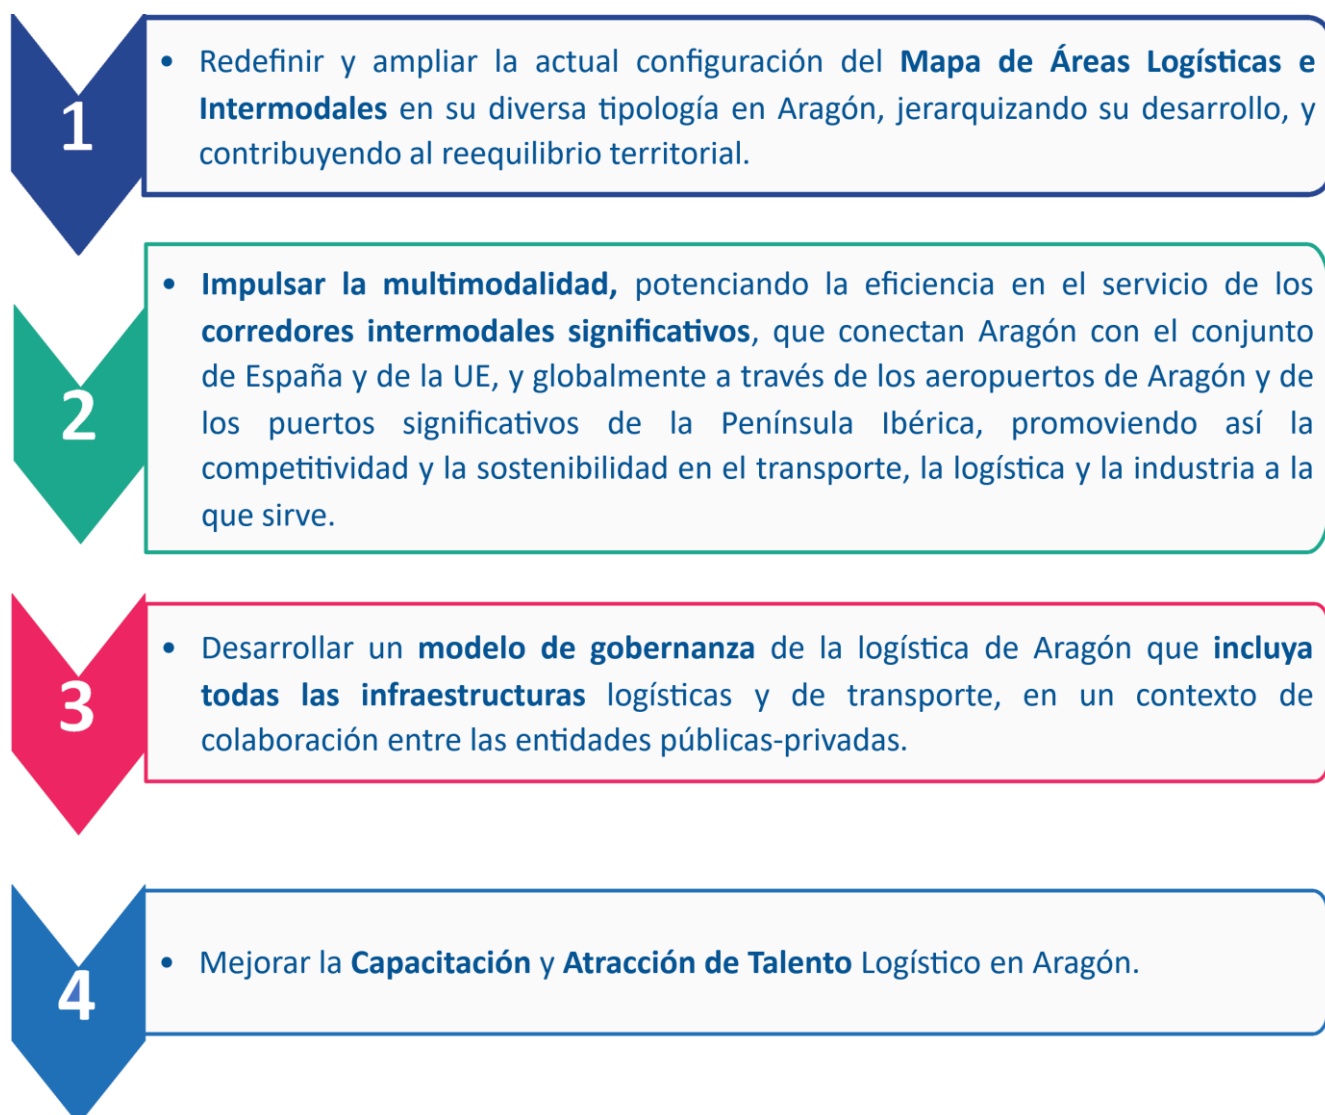 1
• Redefinir y ampliar la actual configuración del Mapa de Áreas Logísticas e
Intermodales en su diversa tipología en Aragón, jerarquizando su desarrollo, y
contribuyendo al reequilibrio territorial.
2
• Impulsar la multimodalidad, potenciando la eficiencia en el servicio de los
corredores intermodales significativos, que conectan Aragón con el conjunto
de España y de la UE, y globalmente a través de los aeropuertos de Aragón y de
los puertos significativos de la Península Ibérica, promoviendo así la
competitividad y la sostenibilidad en el transporte, la logística y la industria a la
que sirve.
3
• Desarrollar un modelo de gobernanza de la logística de Aragón que incluya
todas las infraestructuras logísticas y de transporte, en un contexto de
colaboración entre las entidades públicas-privadas.
4
• Mejorar la Capacitación y Atracción de Talento Logístico en Aragón.